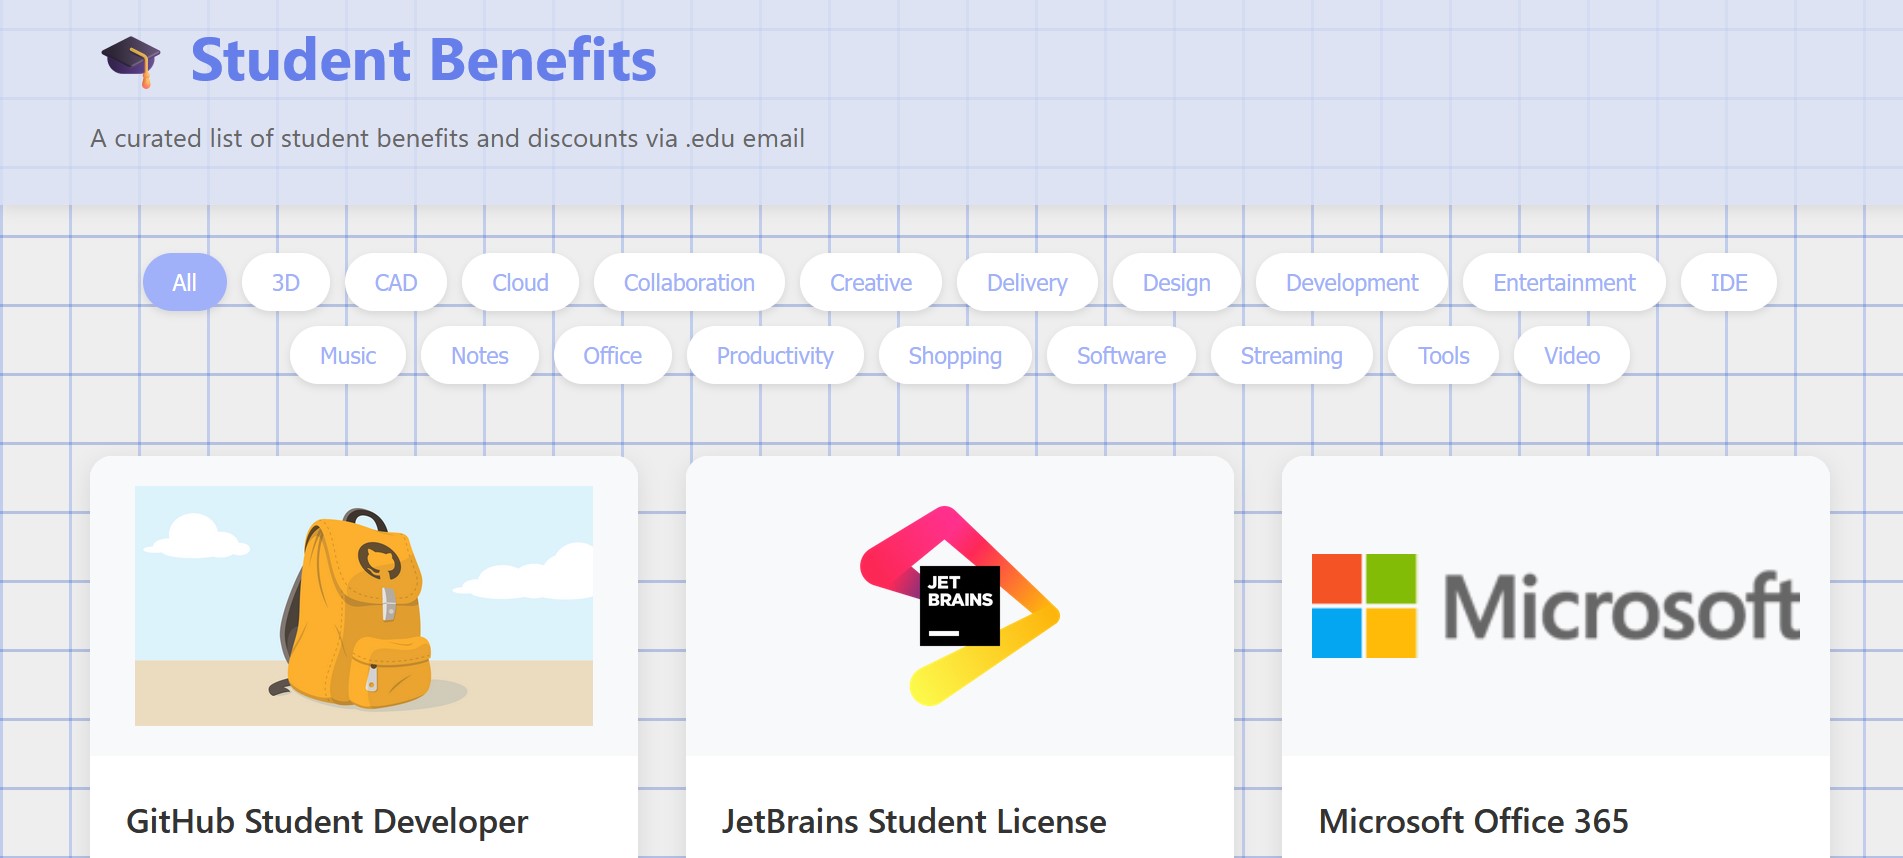 Student Benefits
A curated list of student benefits and discounts via .edu email
All 3D CAD Cloud Collaboration Creative Delivery Design Development Entertainment IDE
Music Notes Office Productivity Shopping Software Streaming Tools Video
JET
BRAINS
Microsoft
GitHub Student Developer
JetBrains Student License
Microsoft Office 365